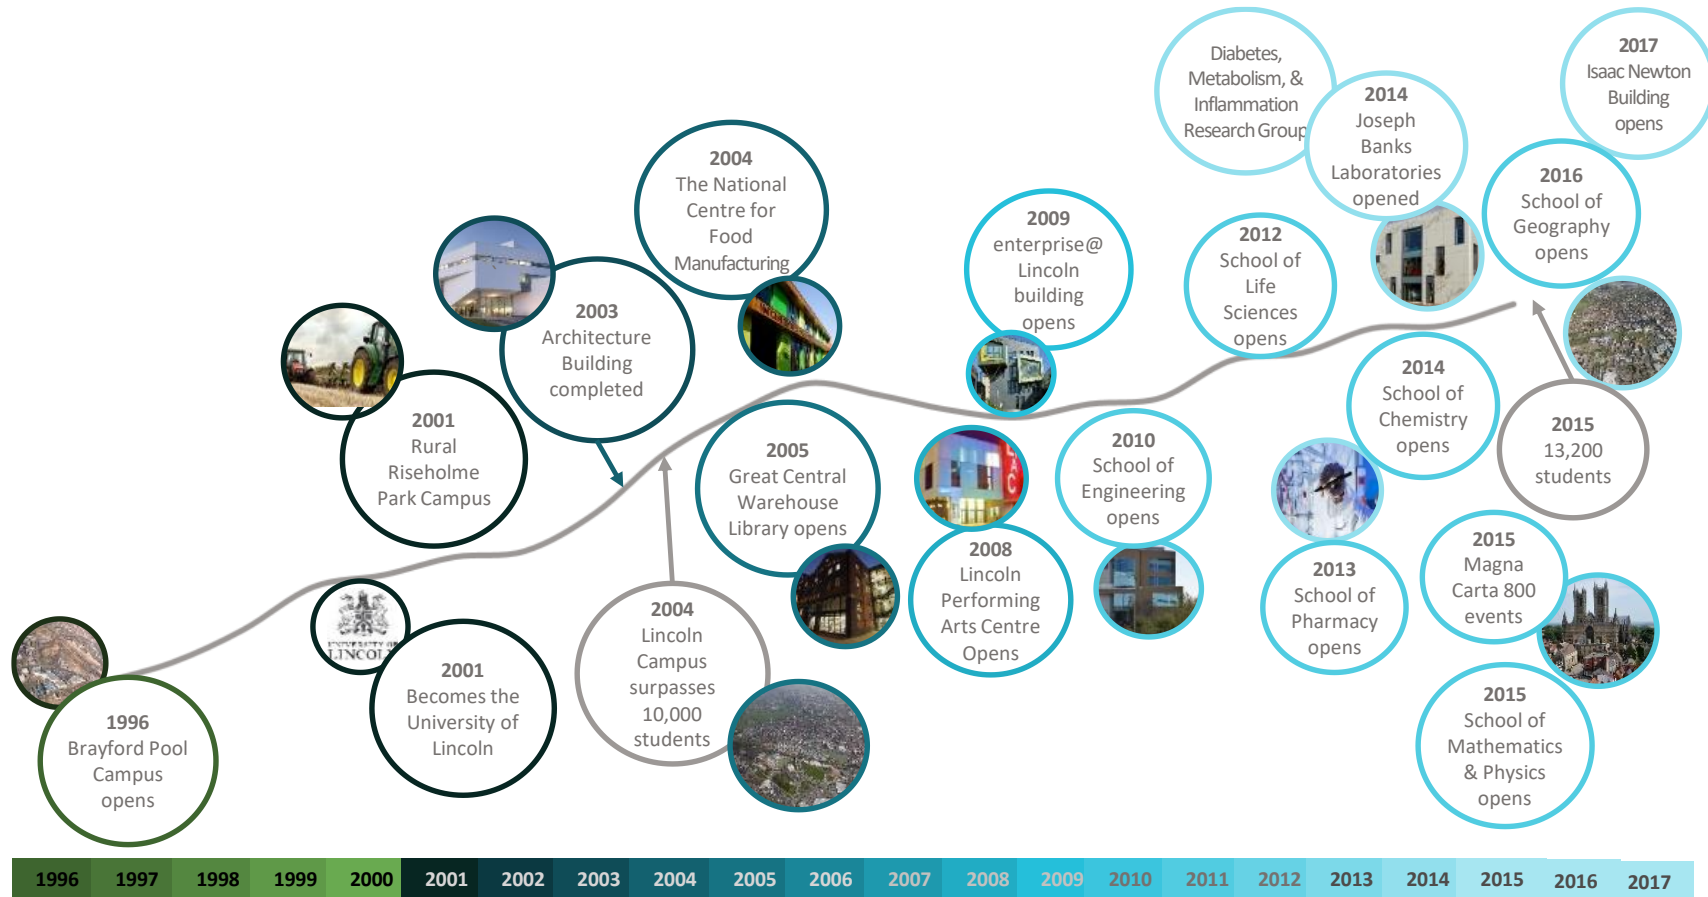 1996
Brayford Pool
Campus
opens
2001
Rural
Riseholme
Park Campus
UNIVERSITY OF
LINCOLN
2001
Becomes the
University of
Lincoln
2003
Architecture
Building
completed
2004
The National
Centre for
Food
Manufacturing
2004
Lincoln
Campus
surpasses
10,000
students
2005
Great Central
Warehouse
Library opens
2008
Lincoln
Performing
Arts Centre
Opens
2009
enterprise@
Lincoln
building
opens
2010
School of
Engineering
opens
2012
School of
Life
Sciences
opens
2013
School of
Pharmacy
opens
Diabetes,
Metabolism, &
Inflammation
Research Group
2014
Joseph
Banks
Laboratories
opened
2014
School of
Chemistry
opens
2015
13,200
students
2015
Magna
Carta 800
events
2015
School of
Mathematics
& Physics
opens
2016
School of
Geography
opens
2017
Isaac Newton
Building
opens
1996 1997 1998 1999 2000 2001 2002 2003 2004 2005 2006 2007 2008 2009 2010 2011 2012 2013 2014 2015 2016 2017